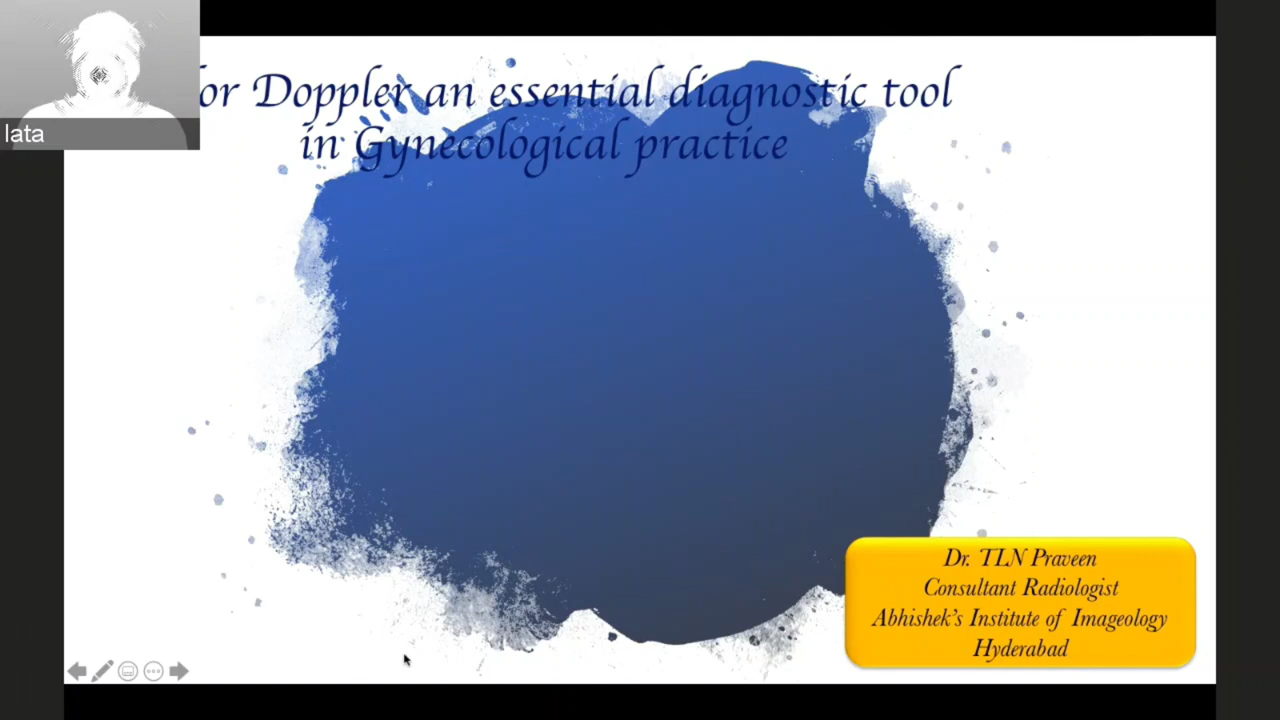 lata
or Doppler an essential diagnostic tool
in Gynecological practice
Dr. TLN Praveen
Consultant Radiologist
Abhishek's Institute of Imageology
Hyderabad